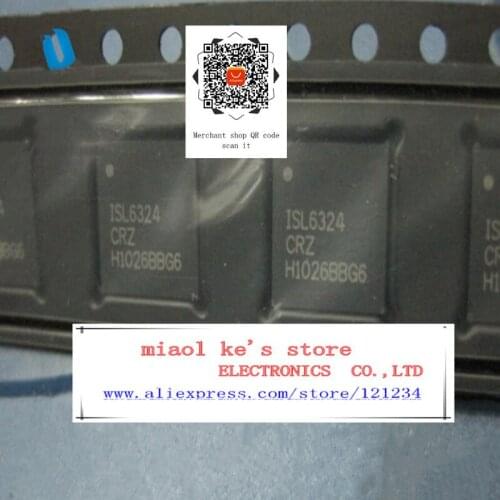 Merchant shop QR code
scan it
ISL6324
CRZ
H1026BBG6
ISL6324
CRZ
H1026BBG6
miaol ke's store
ELECTRONICS CO.,LTD
www.aliexpress.com/store/121234